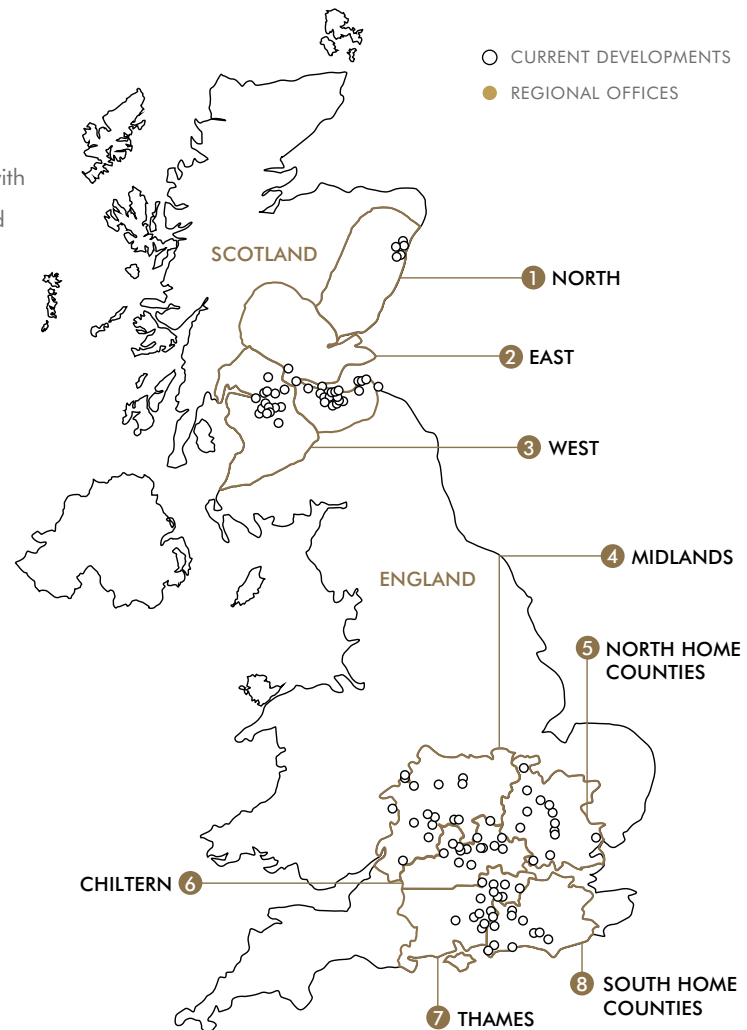 CURRENT DEVELOPMENTS
REGIONAL OFFICES
with
SCOTLAND
1 NORTH
2 EAST
3 WEST
4 MIDLANDS
ENGLAND
5 NORTH HOME
COUNTIES
CHILTERN 6
8 SOUTH HOME
COUNTIES
7 THAMES